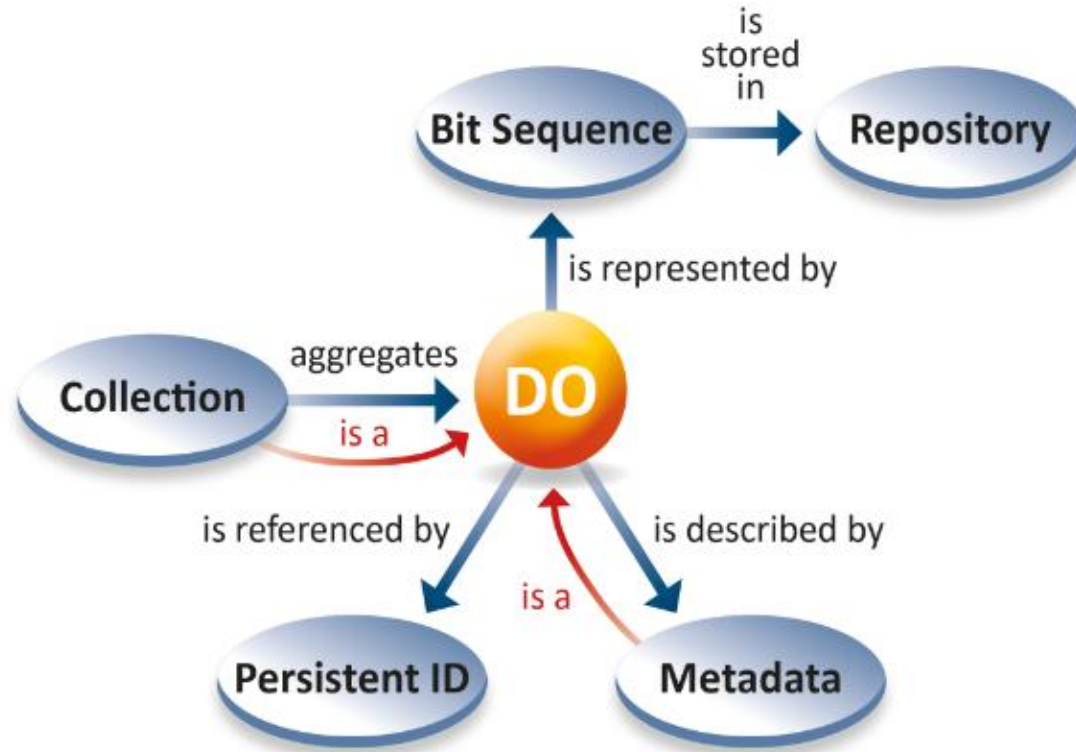 is
stored
in
Bit Sequence
Repository
is represented by
aggregates
Collection
DO
is a
is referenced by
is described by
is a
Persistent ID
Metadata